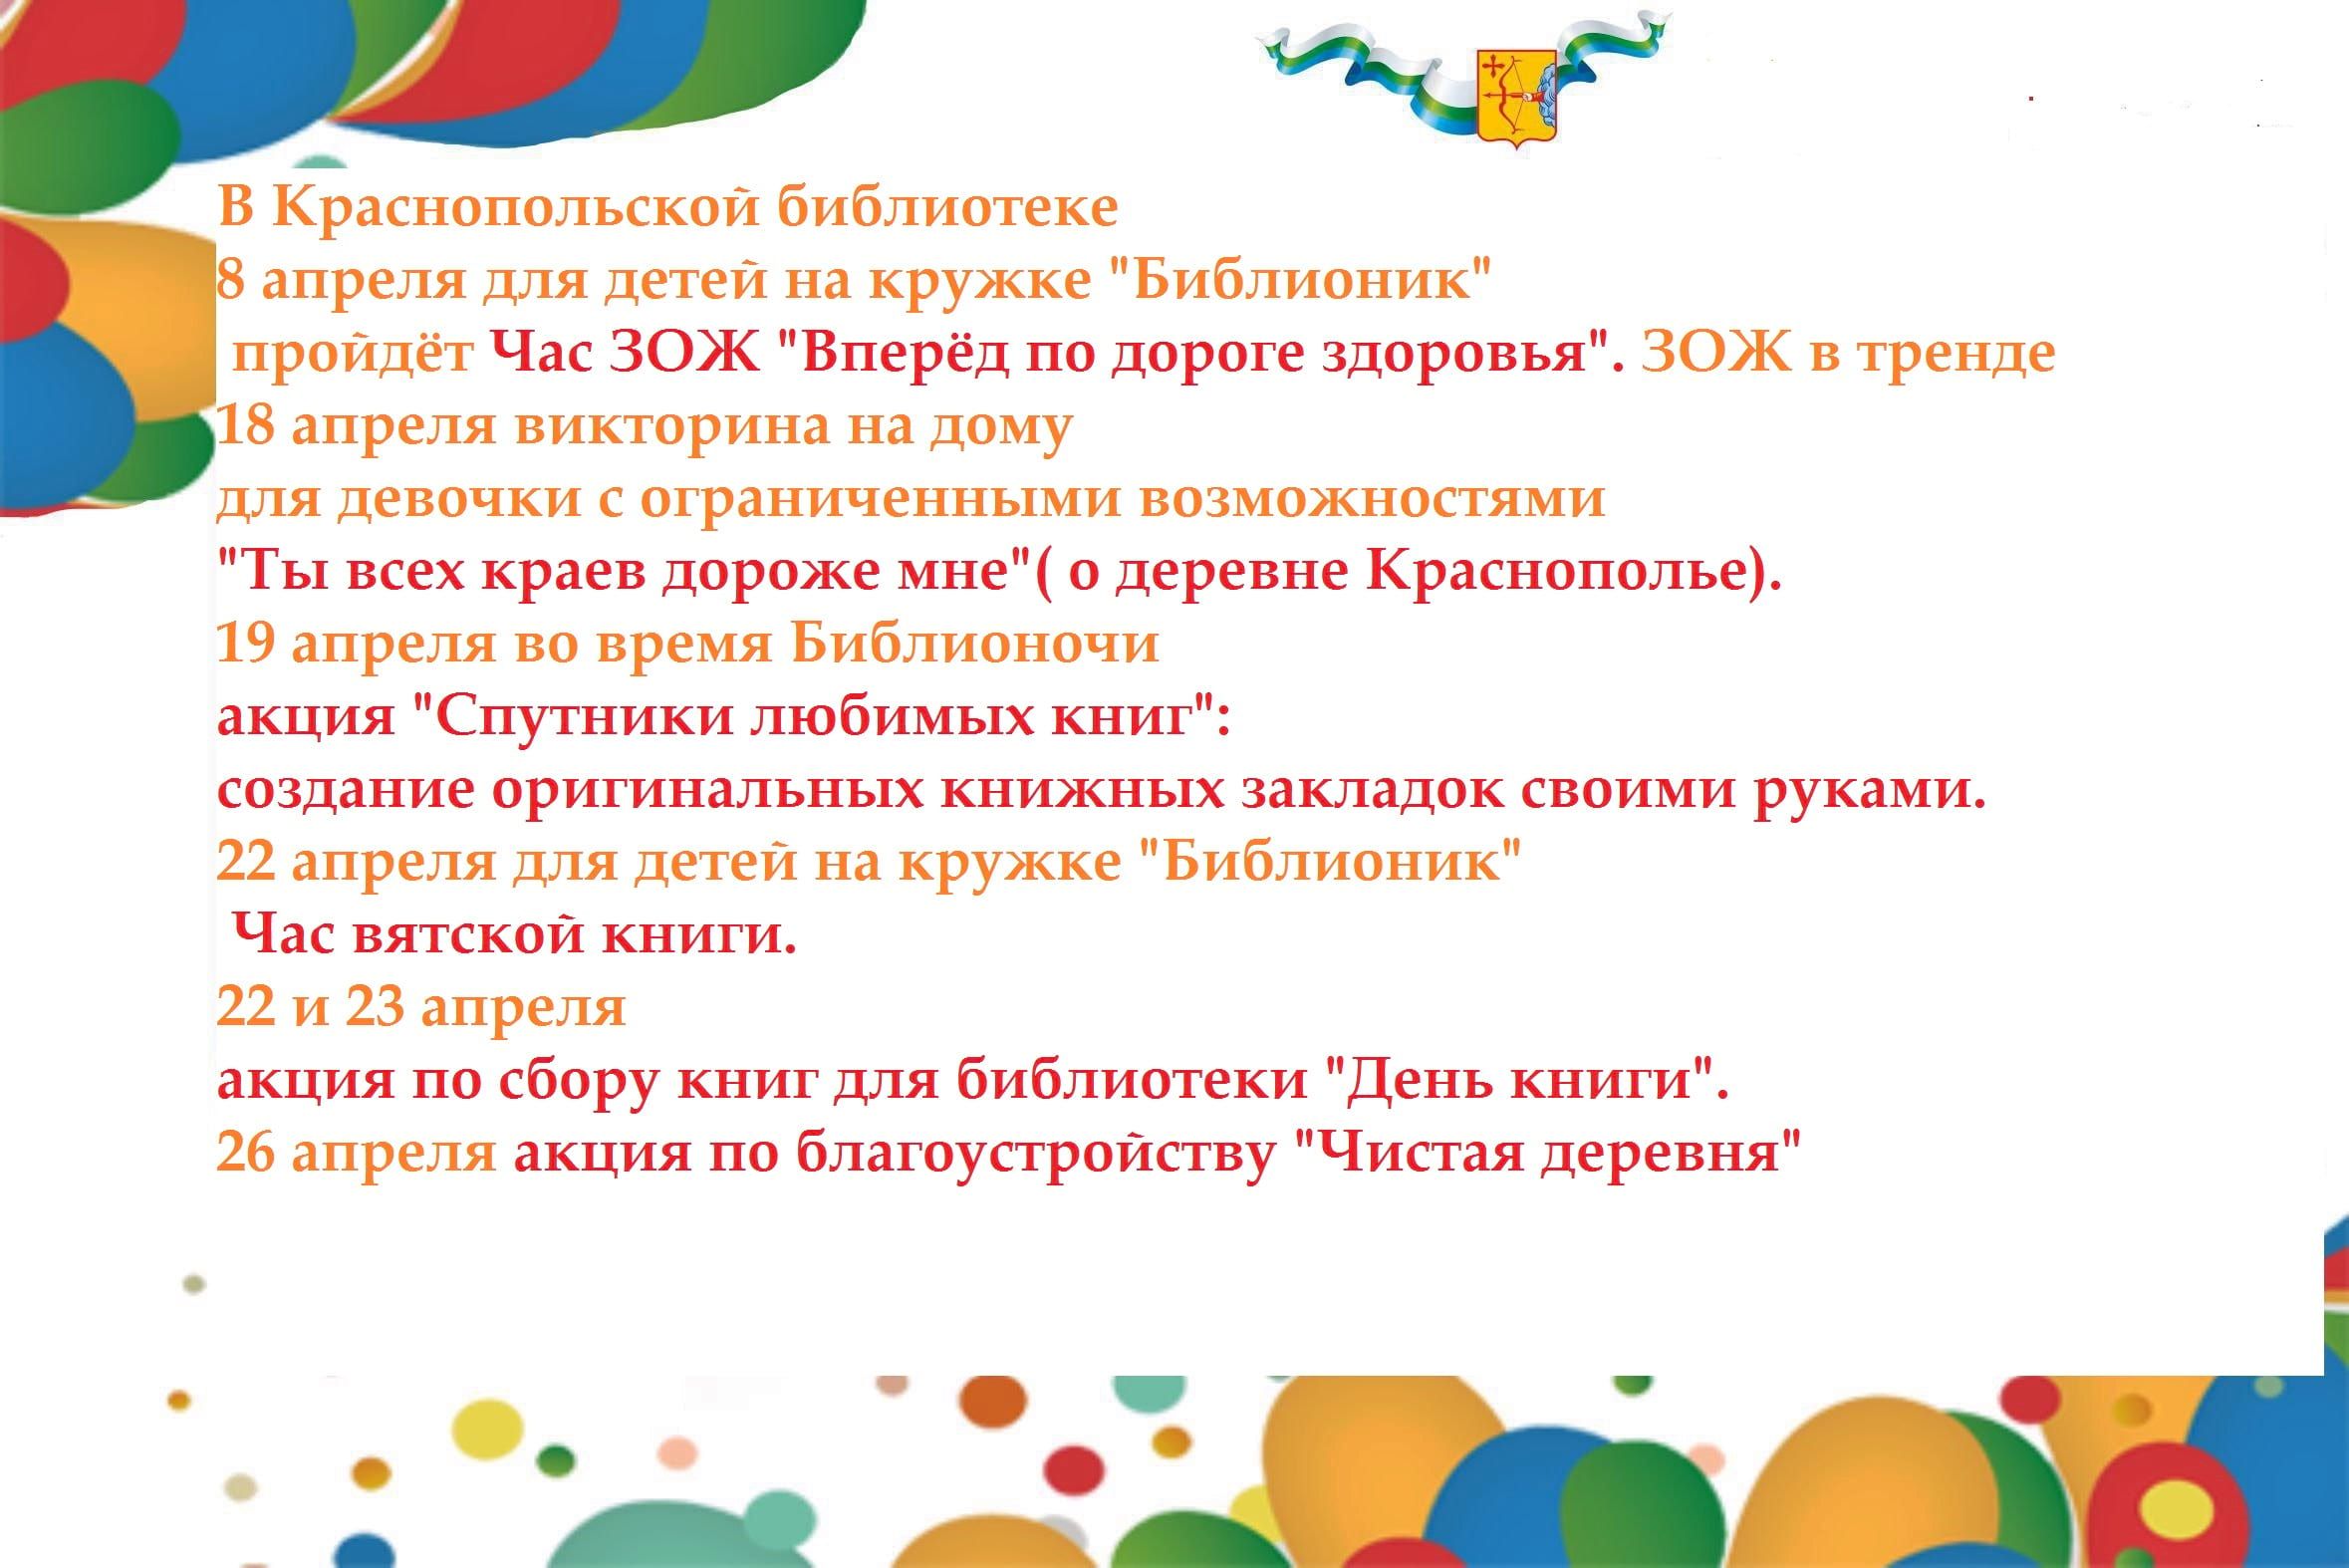 В Краснопольской библиотеке
8 апреля для детей на кружке "Библионик"
пройдёт Час ЗОЖ "Вперёд по дороге здоровья". ЗОЖ в тренде
18 апреля викторина на дому
для девочки с ограниченными возможностями
"Ты всех краев дороже мне"( о деревне Краснополье).
19 апреля во время Библионочи
акция "Спутники любимых книг":
создание оригинальных книжных закладок своими руками.
22 апреля для детей на кружке "Библионик"
Час вятской книги.
22 и 23 апреля
акция по сбору книг для библиотеки "День книги".
26 апреля акция по благоустройству "Чистая деревня"